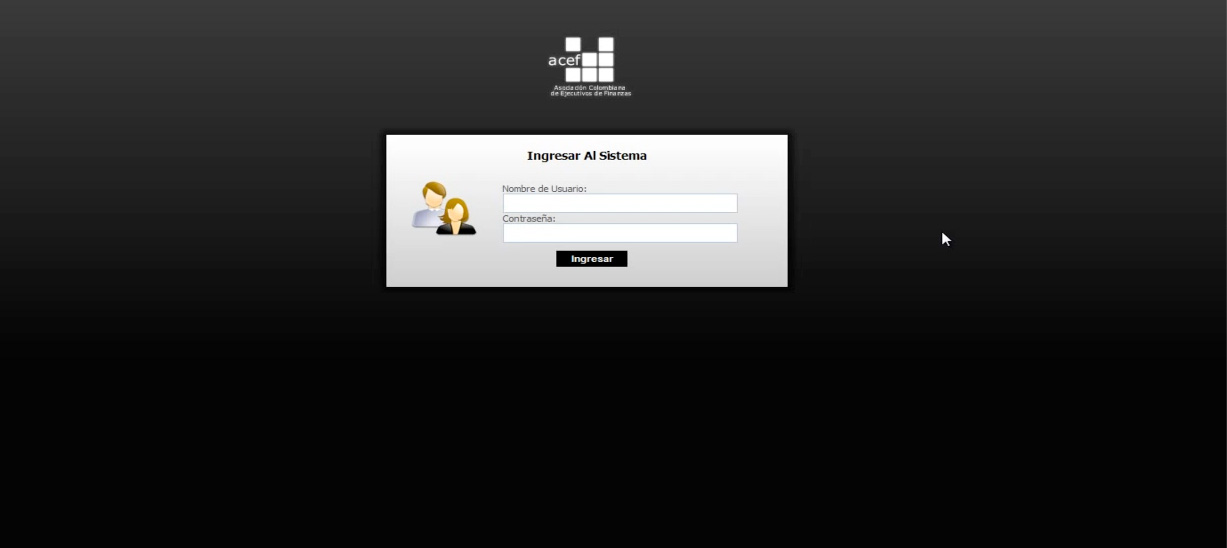 acef
Asociación Colombiana
de Ejecutivos de Finanzas
Ingresar Al Sistema
Nombre de Usuario:
Contraseña:
Ingresar